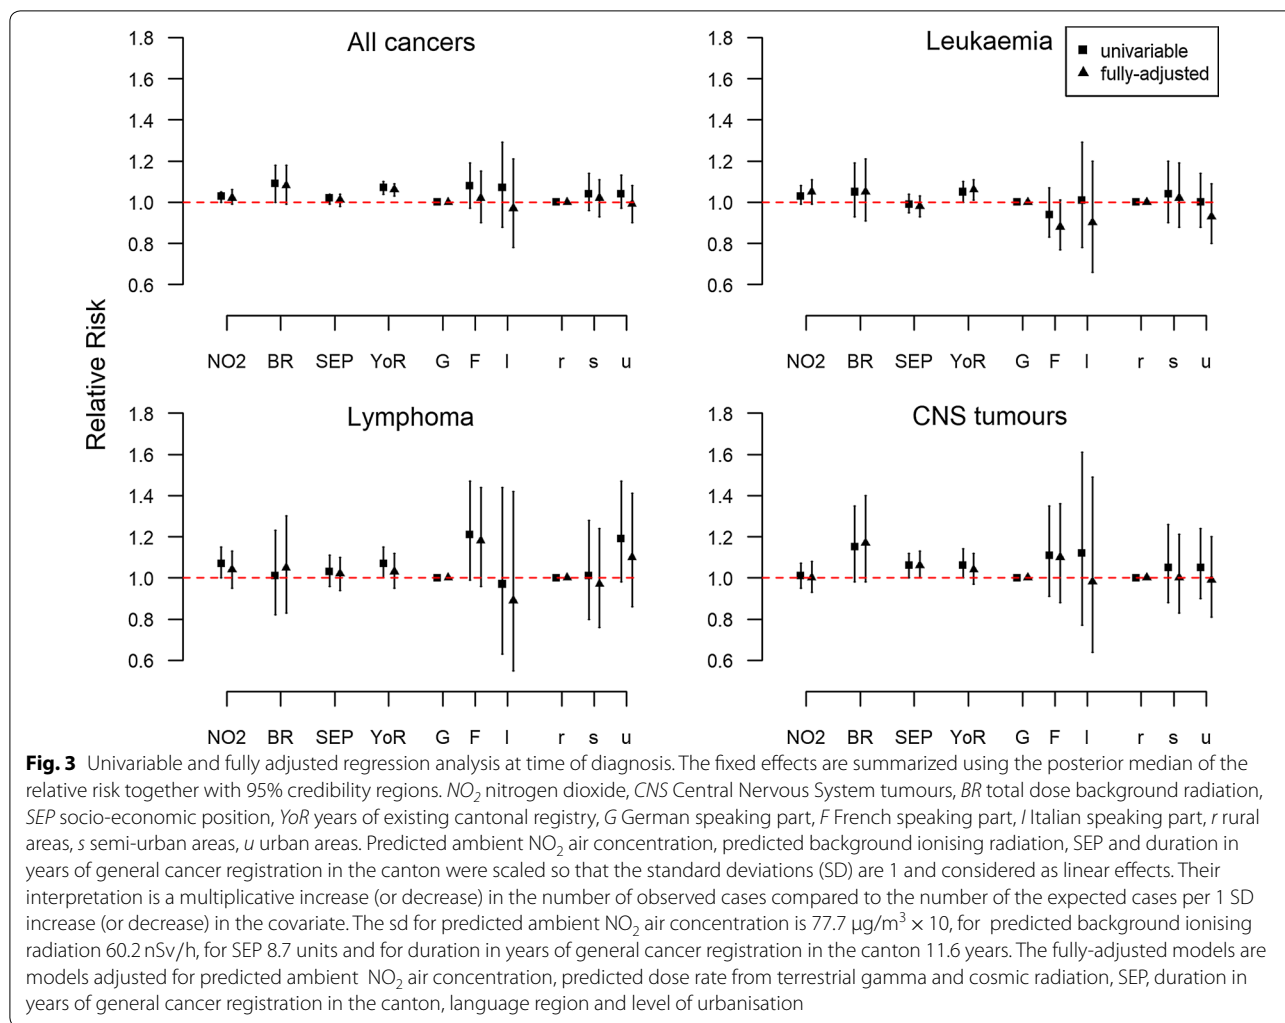 All cancers
1.8
1.6
1.4
1.2
1.0
0.8
0.6
NO2 BR SEP YoR G F I r s u
Leukaemia
univariable
fully-adjusted
1.8
1.6
1.4
1.2
1.0
0.8
0.6
NO2 BR SEP YoR G F I r s u
Relative Risk
Lymphoma
1.8
1.6
1.4
1.2
1.0
0.8
0.6
NO2 BR SEP YoR G F I r s u
CNS tumours
1.8
1.6
1.4
1.2
1.0
0.8
0.6
NO2 BR SEP YoR G F I r s u
Fig. 3 Univariable and fully adjusted regression analysis at time of diagnosis. The fixed effects are summarized using the posterior median of the
relative risk together with 95% credibility regions. NO₂ nitrogen dioxide, CNS Central Nervous System tumours, BR total dose background radiation,
SEP socio-economic position, YoR years of existing cantonal registry, G German speaking part, F French speaking part, I Italian speaking part, r rural
areas, s semi-urban areas, u urban areas. Predicted ambient NO₂ air concentration, predicted background ionising radiation, SEP and duration in
years of general cancer registration in the canton were scaled so that the standard deviations (SD) are 1 and considered as linear effects. Their
interpretation is a multiplicative increase (or decrease) in the number of observed cases compared to the number of the expected cases per 1 SD
increase (or decrease) in the covariate. The sd for predicted ambient NO₂ air concentration is 77.7 μg/m³ × 10, for predicted background ionising
radiation 60.2 nSv/h, for SEP 8.7 units and for duration in years of general cancer registration in the canton 11.6 years. The fully-adjusted models are
models adjusted for predicted ambient NO₂ air concentration, predicted dose rate from terrestrial gamma and cosmic radiation, SEP, duration in
years of general cancer registration in the canton, language region and level of urbanisation